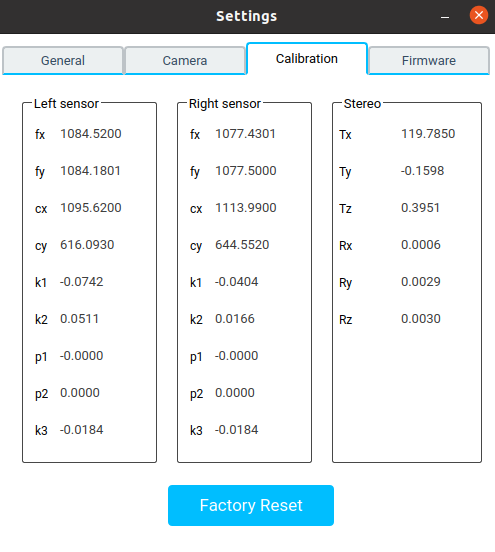 Settings
General Camera Calibration Firmware
Left sensor
fx 1084.5200
fy 1084.1801
cx 1095.6200
cy 616.0930
k1 -0.0742
k2 0.0511
p1 -0.0000
p2 0.0000
k3 -0.0184
Right sensor
fx 1077.4301
fy 1077.5000
cx 1113.9900
cy 644.5520
k1 -0.0404
k2 0.0166
p1 -0.0000
p2 0.0000
k3 -0.0184
Stereo
Tx 119.7850
Ty -0.1598
Tz 0.3951
Rx 0.0006
Ry 0.0029
Rz 0.0030
Factory Reset